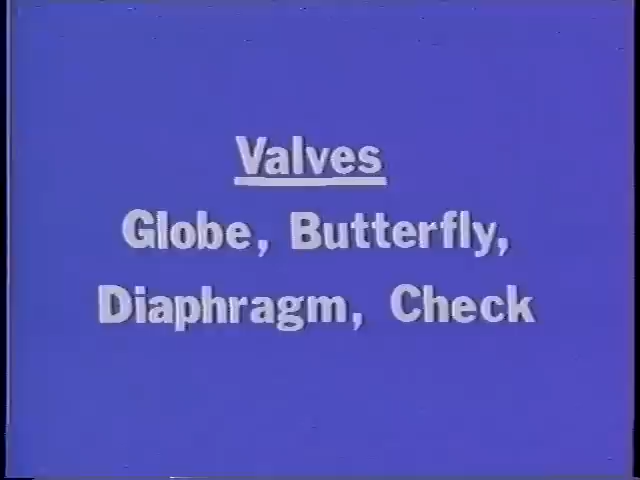 Valves
Globe, Butterfly,
Diaphragm, Check